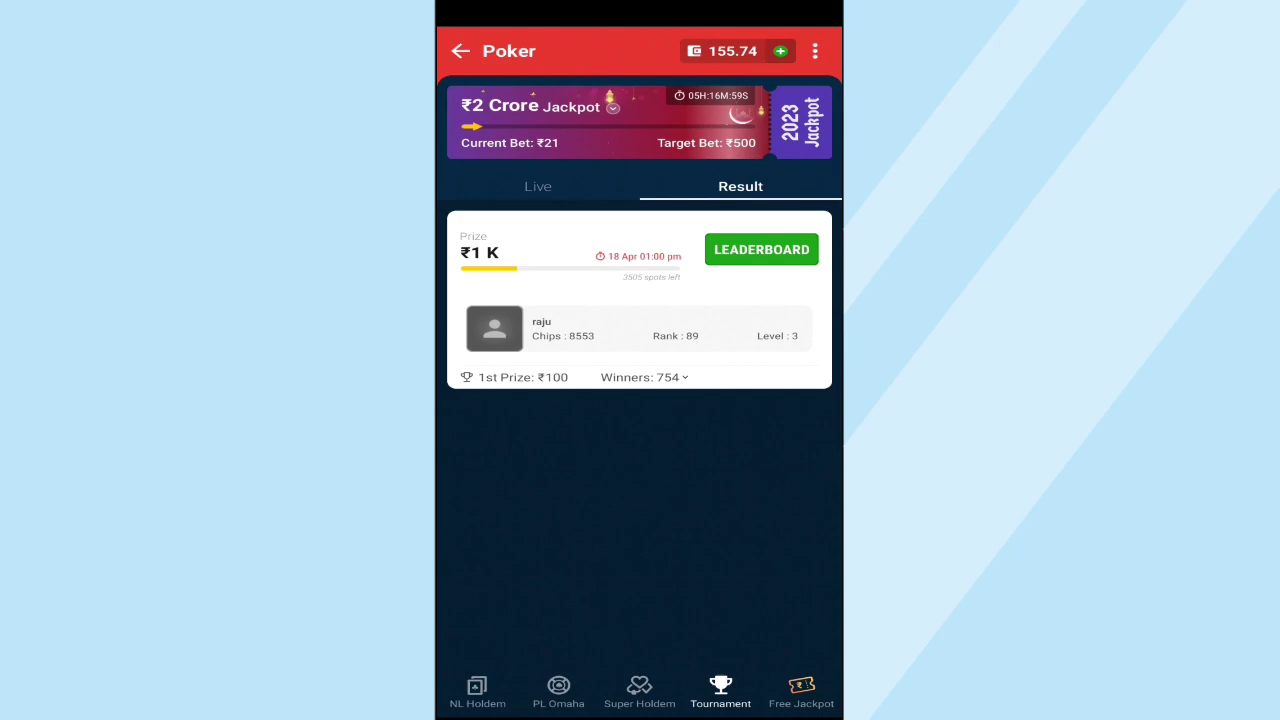 Poker
155.74
₹2 Crore Jackpot
05H:16M:59S
Current Bet: ₹21
Target Bet: ₹500
2023 Jackpot
Live
Result
Prize
₹1 K
18 Apr 01:00 pm
3505 spots left
LEADERBOARD
raju
Chips : 8553
Rank : 89
Level : 3
1st Prize: ₹100
Winners: 754
NL Holdem
PL Omaha
Super Holdem
Tournament
Free Jackpot